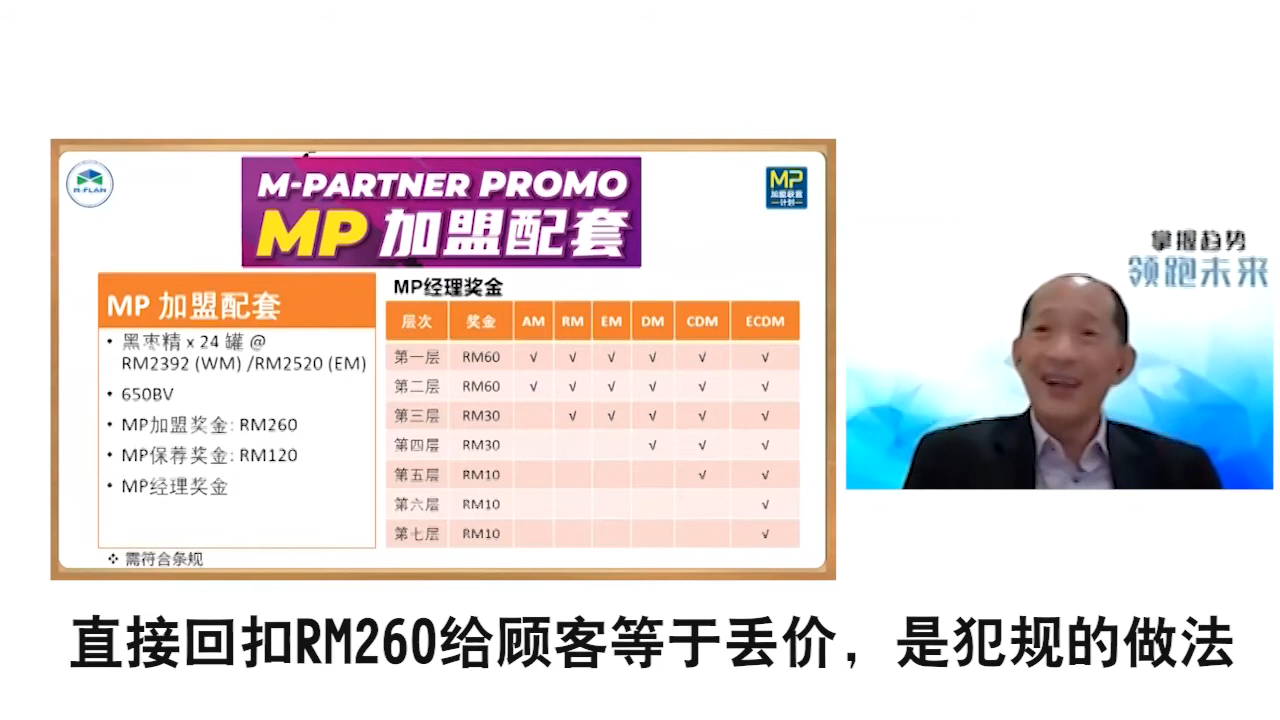 M-PLAN
M-PARTNER PROMO
MP 加盟配套
MP
加盟联营
计划
MP 加盟配套
• 黑枣精 x 24 罐 @
RM2392 (WM) /RM2520 (EM)
• 650BV
• MP加盟奖金: RM260
• MP保荐奖金: RM120
• MP经理奖金
❖ 需符合条规
MP经理奖金
层次 奖金 AM RM EM DM CDM ECDM
第一层 RM60 √ √ √ √ √ √
第二层 RM60 √ √ √ √ √ √
第三层 RM30 √ √ √ √ √
第四层 RM30 √ √ √
第五层 RM10 √ √
第六层 RM10 √
第七层 RM10 √
掌握趋势
领跑未来
直接回扣RM260给顾客等于丢价，是犯规的做法